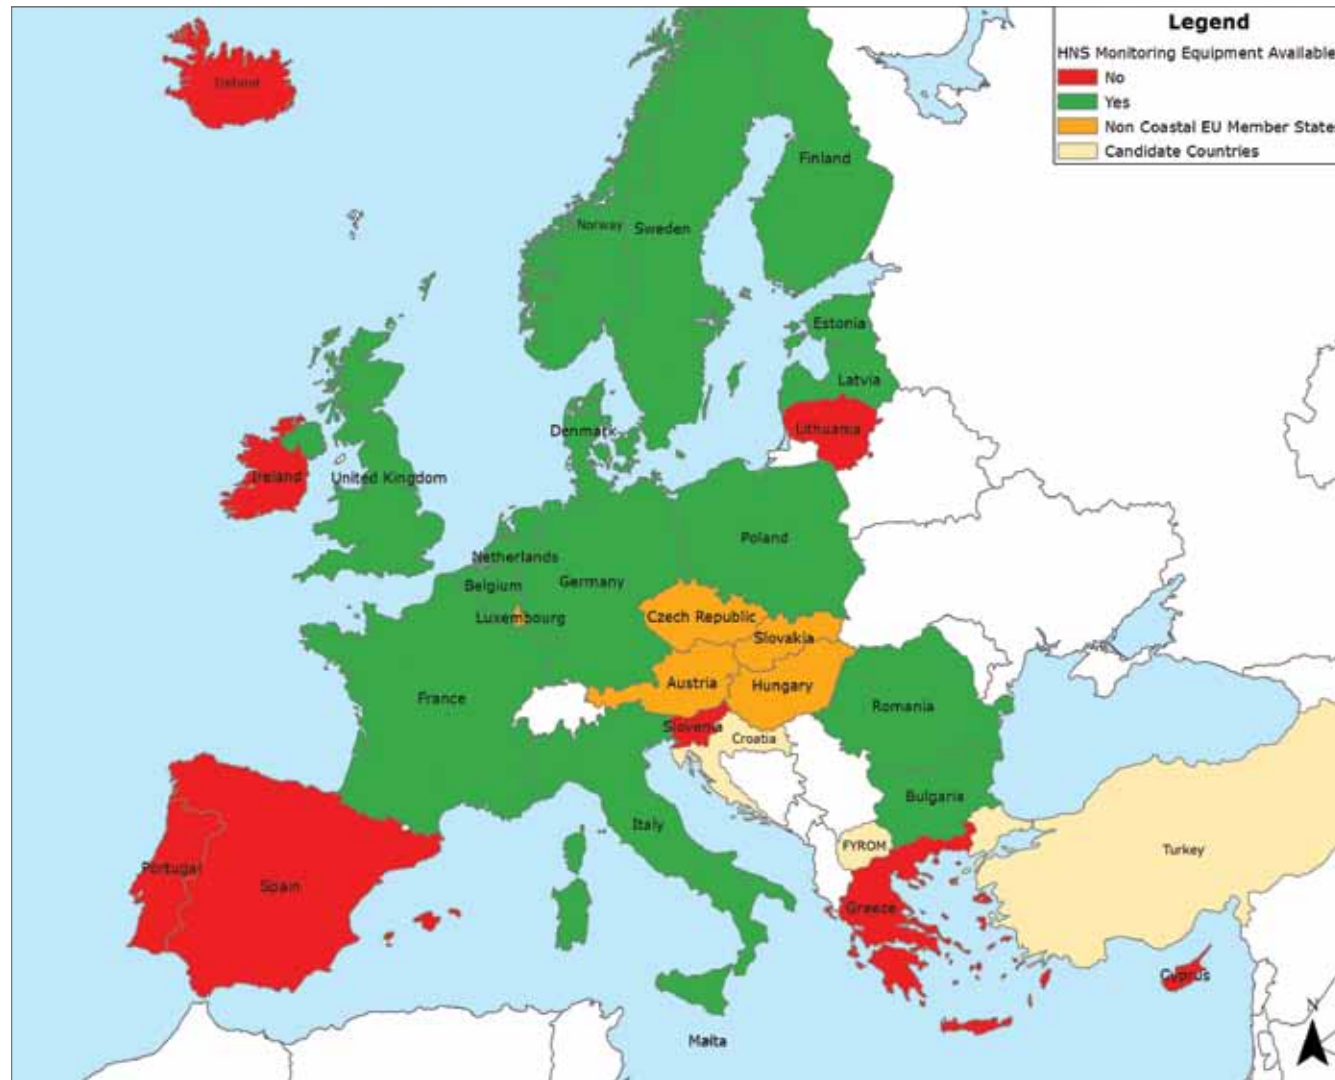 Legend
HNS Monitoring Equipment Available
No
Yes
Non Coastal EU Member State
Candidate Countries
Iceland
Finland
Norway
Sweden
Estonia
Latvia
Lithuania
Denmark
Ireland
United Kingdom
Poland
Netherlands
Belgium
Germany
Luxembourg
Czech Republic
Slovakia
Austria
Hungary
France
Romania
Slovenia
Croatia
Bulgaria
Italy
FYROM
Turkey
Portugal
Spain
Greece
Cyprus
N
Malta